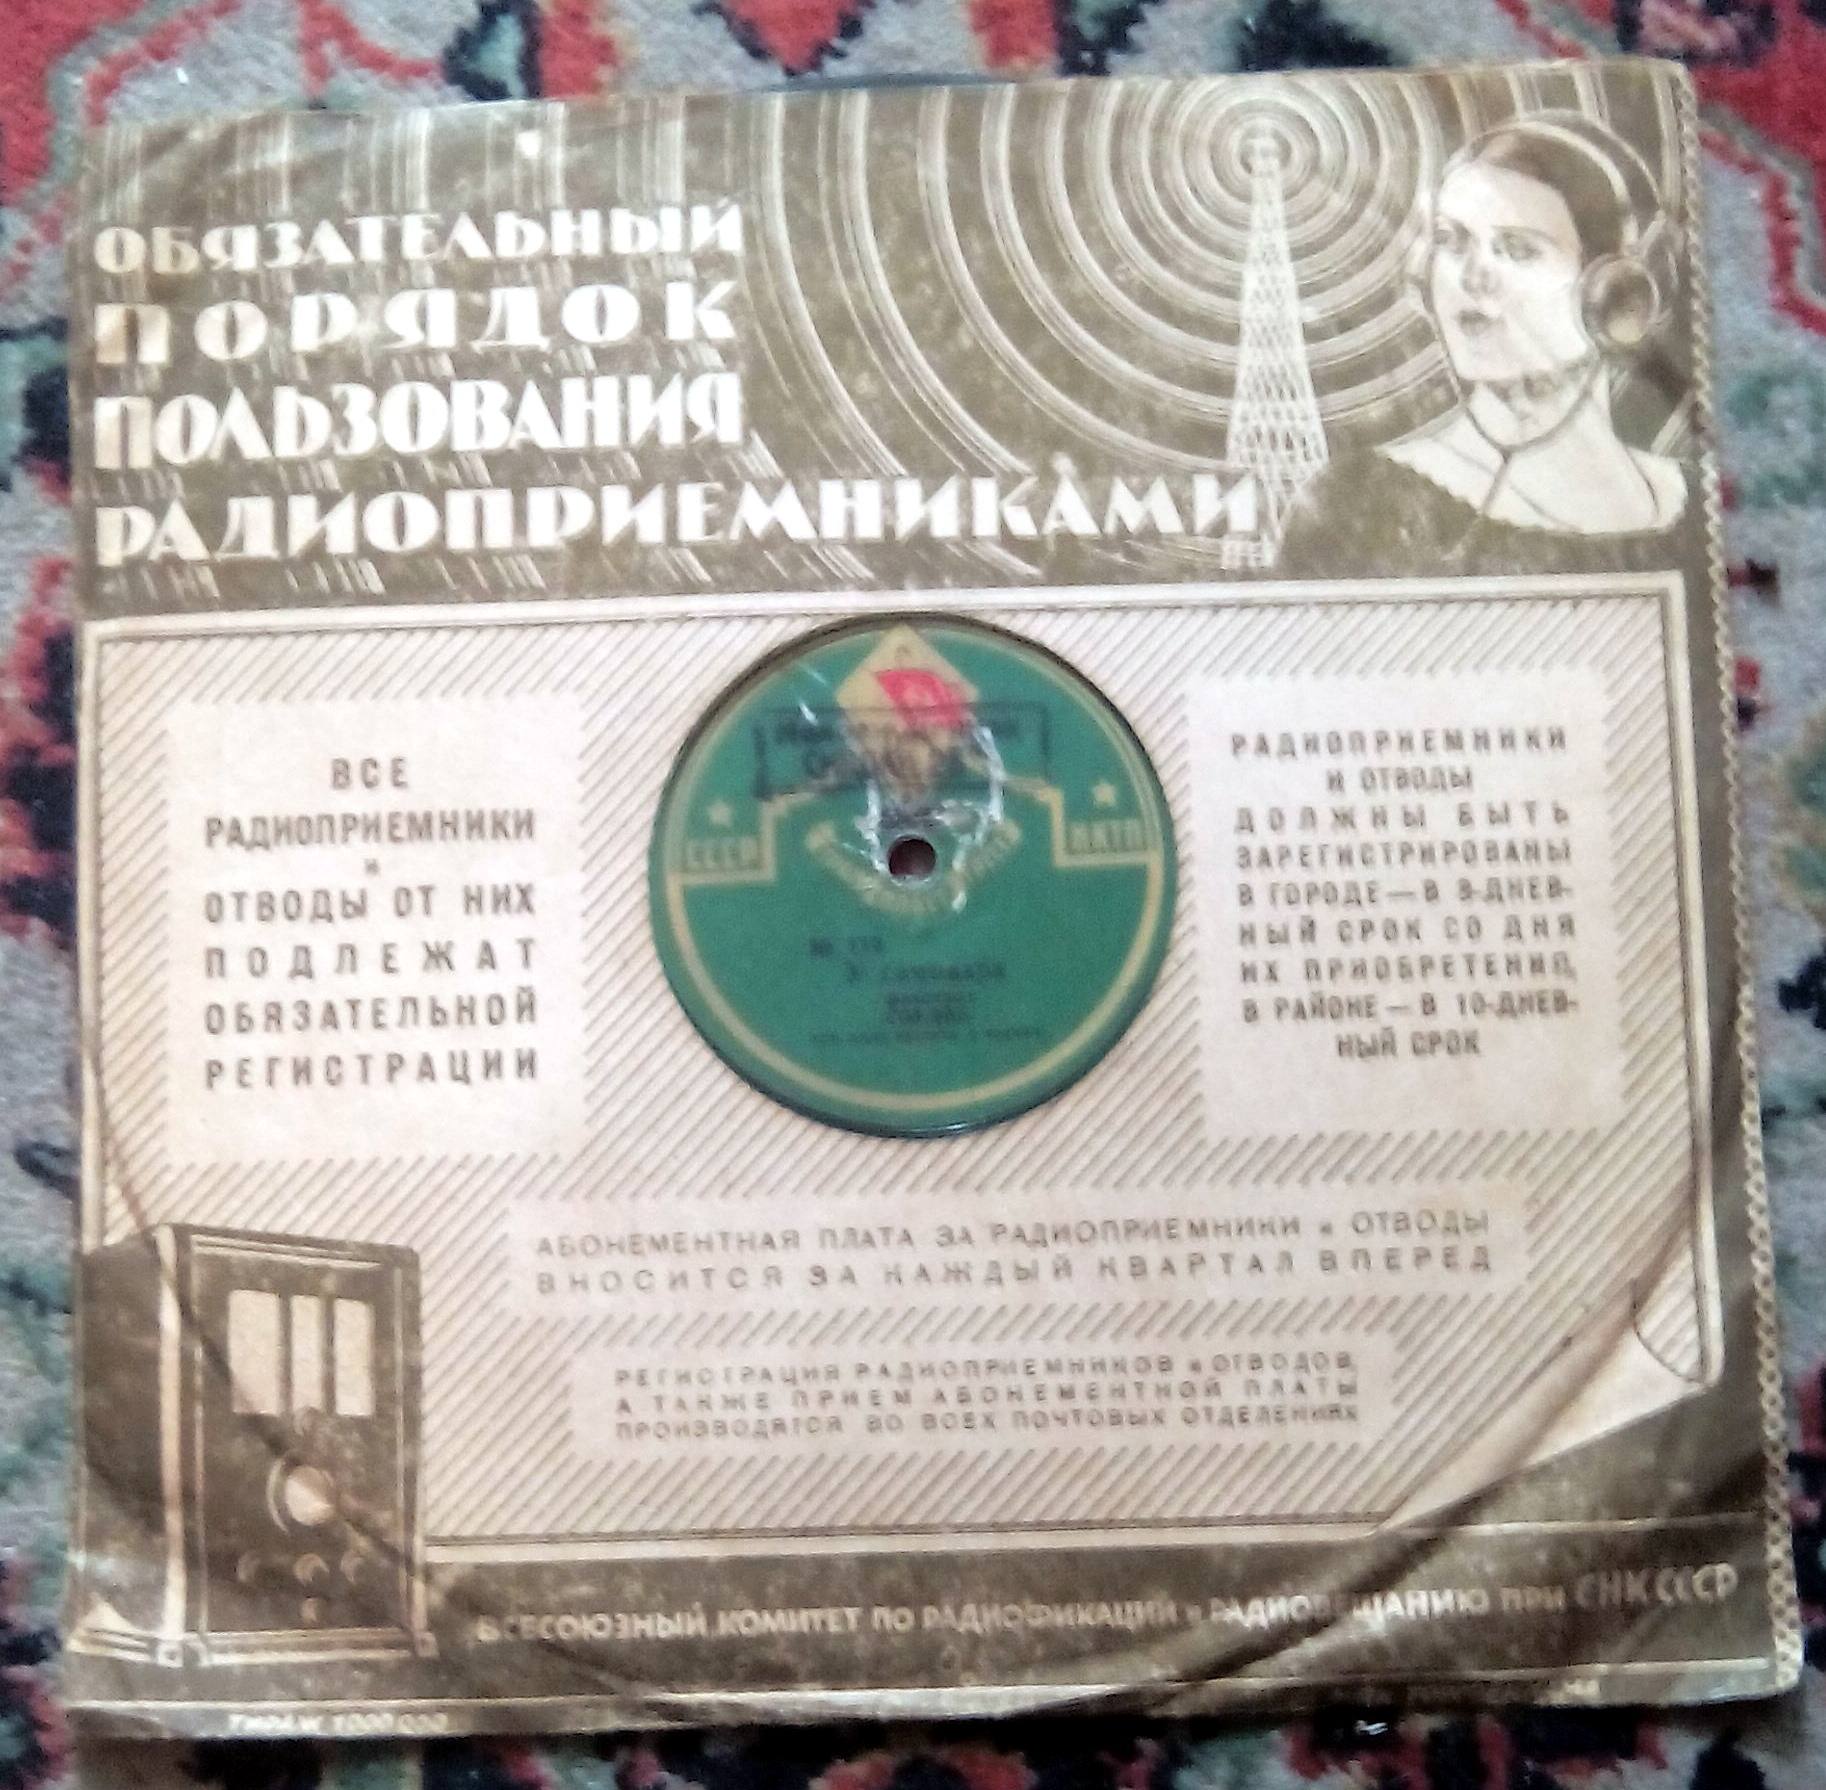 ОБЯЗАТЕЛЬНЫЙ
ПОРЯДОК
ПОЛЬЗОВАНИЯ
РАДИОПРИЕМНИКАМИ
ВСЕ
РАДИОПРИЕМНИКИ
и
ОТВОДЫ ОТ НИХ
ПОДЛЕЖАТ
ОБЯЗАТЕЛЬНОЙ
РЕГИСТРАЦИИ
СССР
НКТП
РАДИОПРИЕМНИКИ
И ОТВОДЫ
ДОЛЖНЫ БЫТЬ
ЗАРЕГИСТРИРОВАНЫ
В ГОРОДЕ — В 3-ДНЕВ-
НЫЙ СРОК СО ДНЯ
ИХ ПРИОБРЕТЕНИЯ,
В РАЙОНЕ — В 10-ДНЕВ-
НЫЙ СРОК
АБОНЕМЕНТНАЯ ПЛАТА ЗА РАДИОПРИЕМНИКИ и ОТВОДЫ
ВНОСИТСЯ ЗА КАЖДЫЙ КВАРТАЛ ВПЕРЕД
РЕГИСТРАЦИЯ РАДИОПРИЕМНИКОВ и ОТВОДОВ,
А ТАКЖЕ ПРИЕМ АБОНЕМЕНТНОЙ ПЛАТЫ
ПРОИЗВОДЯТСЯ ВО ВСЕХ ПОЧТОВЫХ ОТДЕЛЕНИЯХ
ВСЕСОЮЗНЫЙ КОМИТЕТ ПО РАДИОФИКАЦИИ и РАДИОВЕЩАНИЮ ПРИ СНК СССР
ТИРАЖ 1000 000